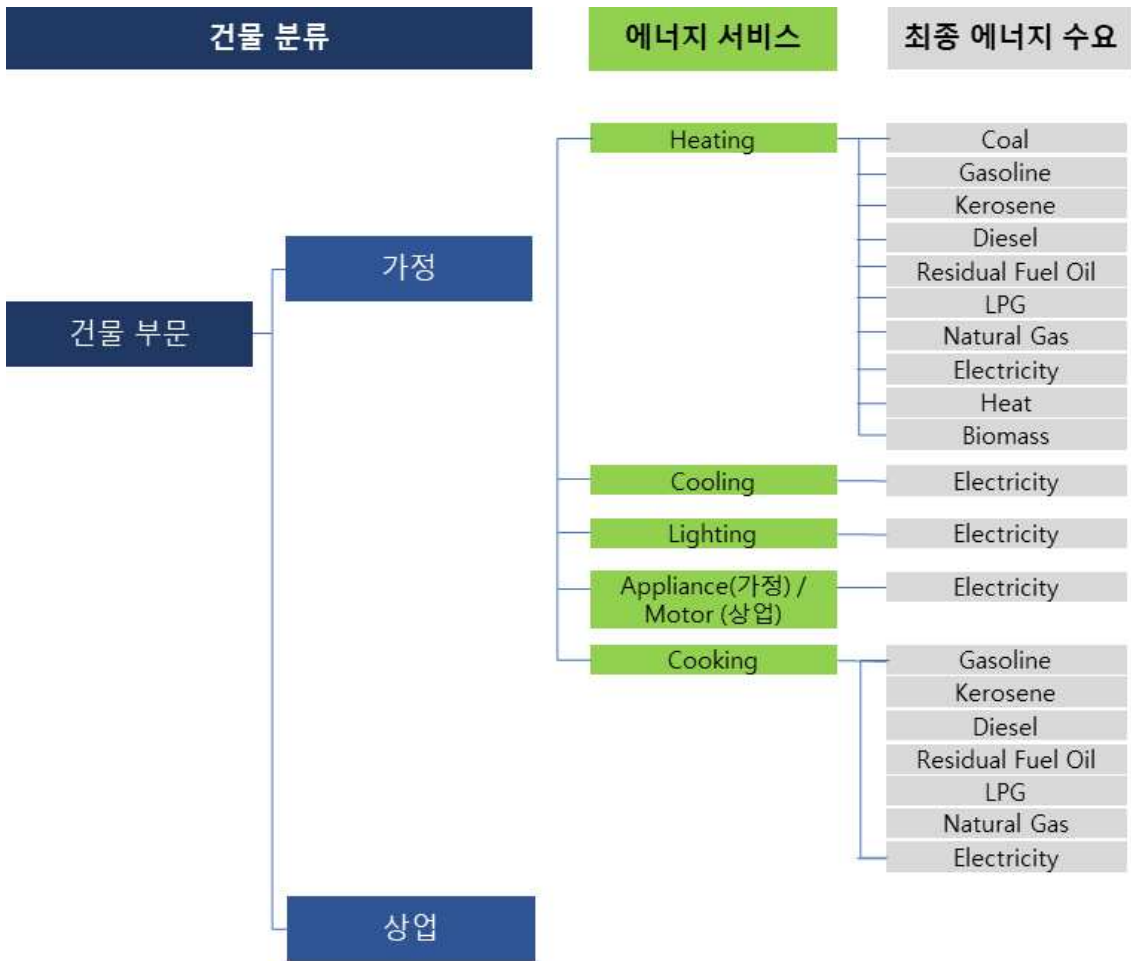 건물 분류
에너지 서비스
최종 에너지 수요
건물 부문
가정
상업
Heating
Coal
Gasoline
Kerosene
Diesel
Residual Fuel Oil
LPG
Natural Gas
Electricity
Heat
Biomass
Cooling
Electricity
Lighting
Electricity
Appliance(가정) /
Motor (상업)
Electricity
Cooking
Gasoline
Kerosene
Diesel
Residual Fuel Oil
LPG
Natural Gas
Electricity